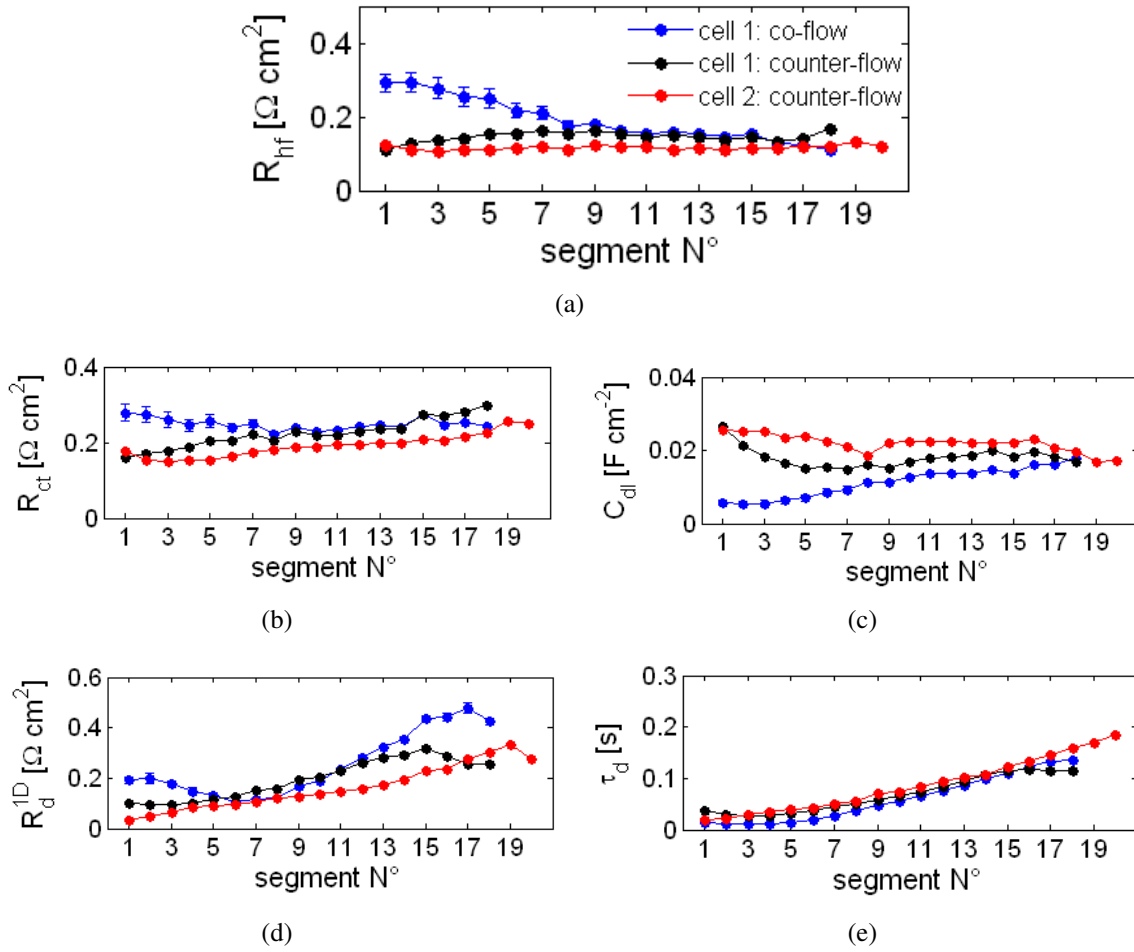 0.4
0.2
0
R_hf [Ω cm²]
cell 1: co-flow
cell 1: counter-flow
cell 2: counter-flow
1 3 5 7 9 11 13 15 17 19
segment N°
(a)
0.4
0.2
0
R_ct [Ω cm²]
1 3 5 7 9 11 13 15 17 19
segment N°
(b)
0.04
0.02
0
C_dl [F cm⁻²]
1 3 5 7 9 11 13 15 17 19
segment N°
(c)
0.6
0.4
0.2
0
R_d^1D [Ω cm²]
1 3 5 7 9 11 13 15 17 19
segment N°
(d)
0.3
0.2
0.1
0
τ_d [s]
1 3 5 7 9 11 13 15 17 19
segment N°
(e)